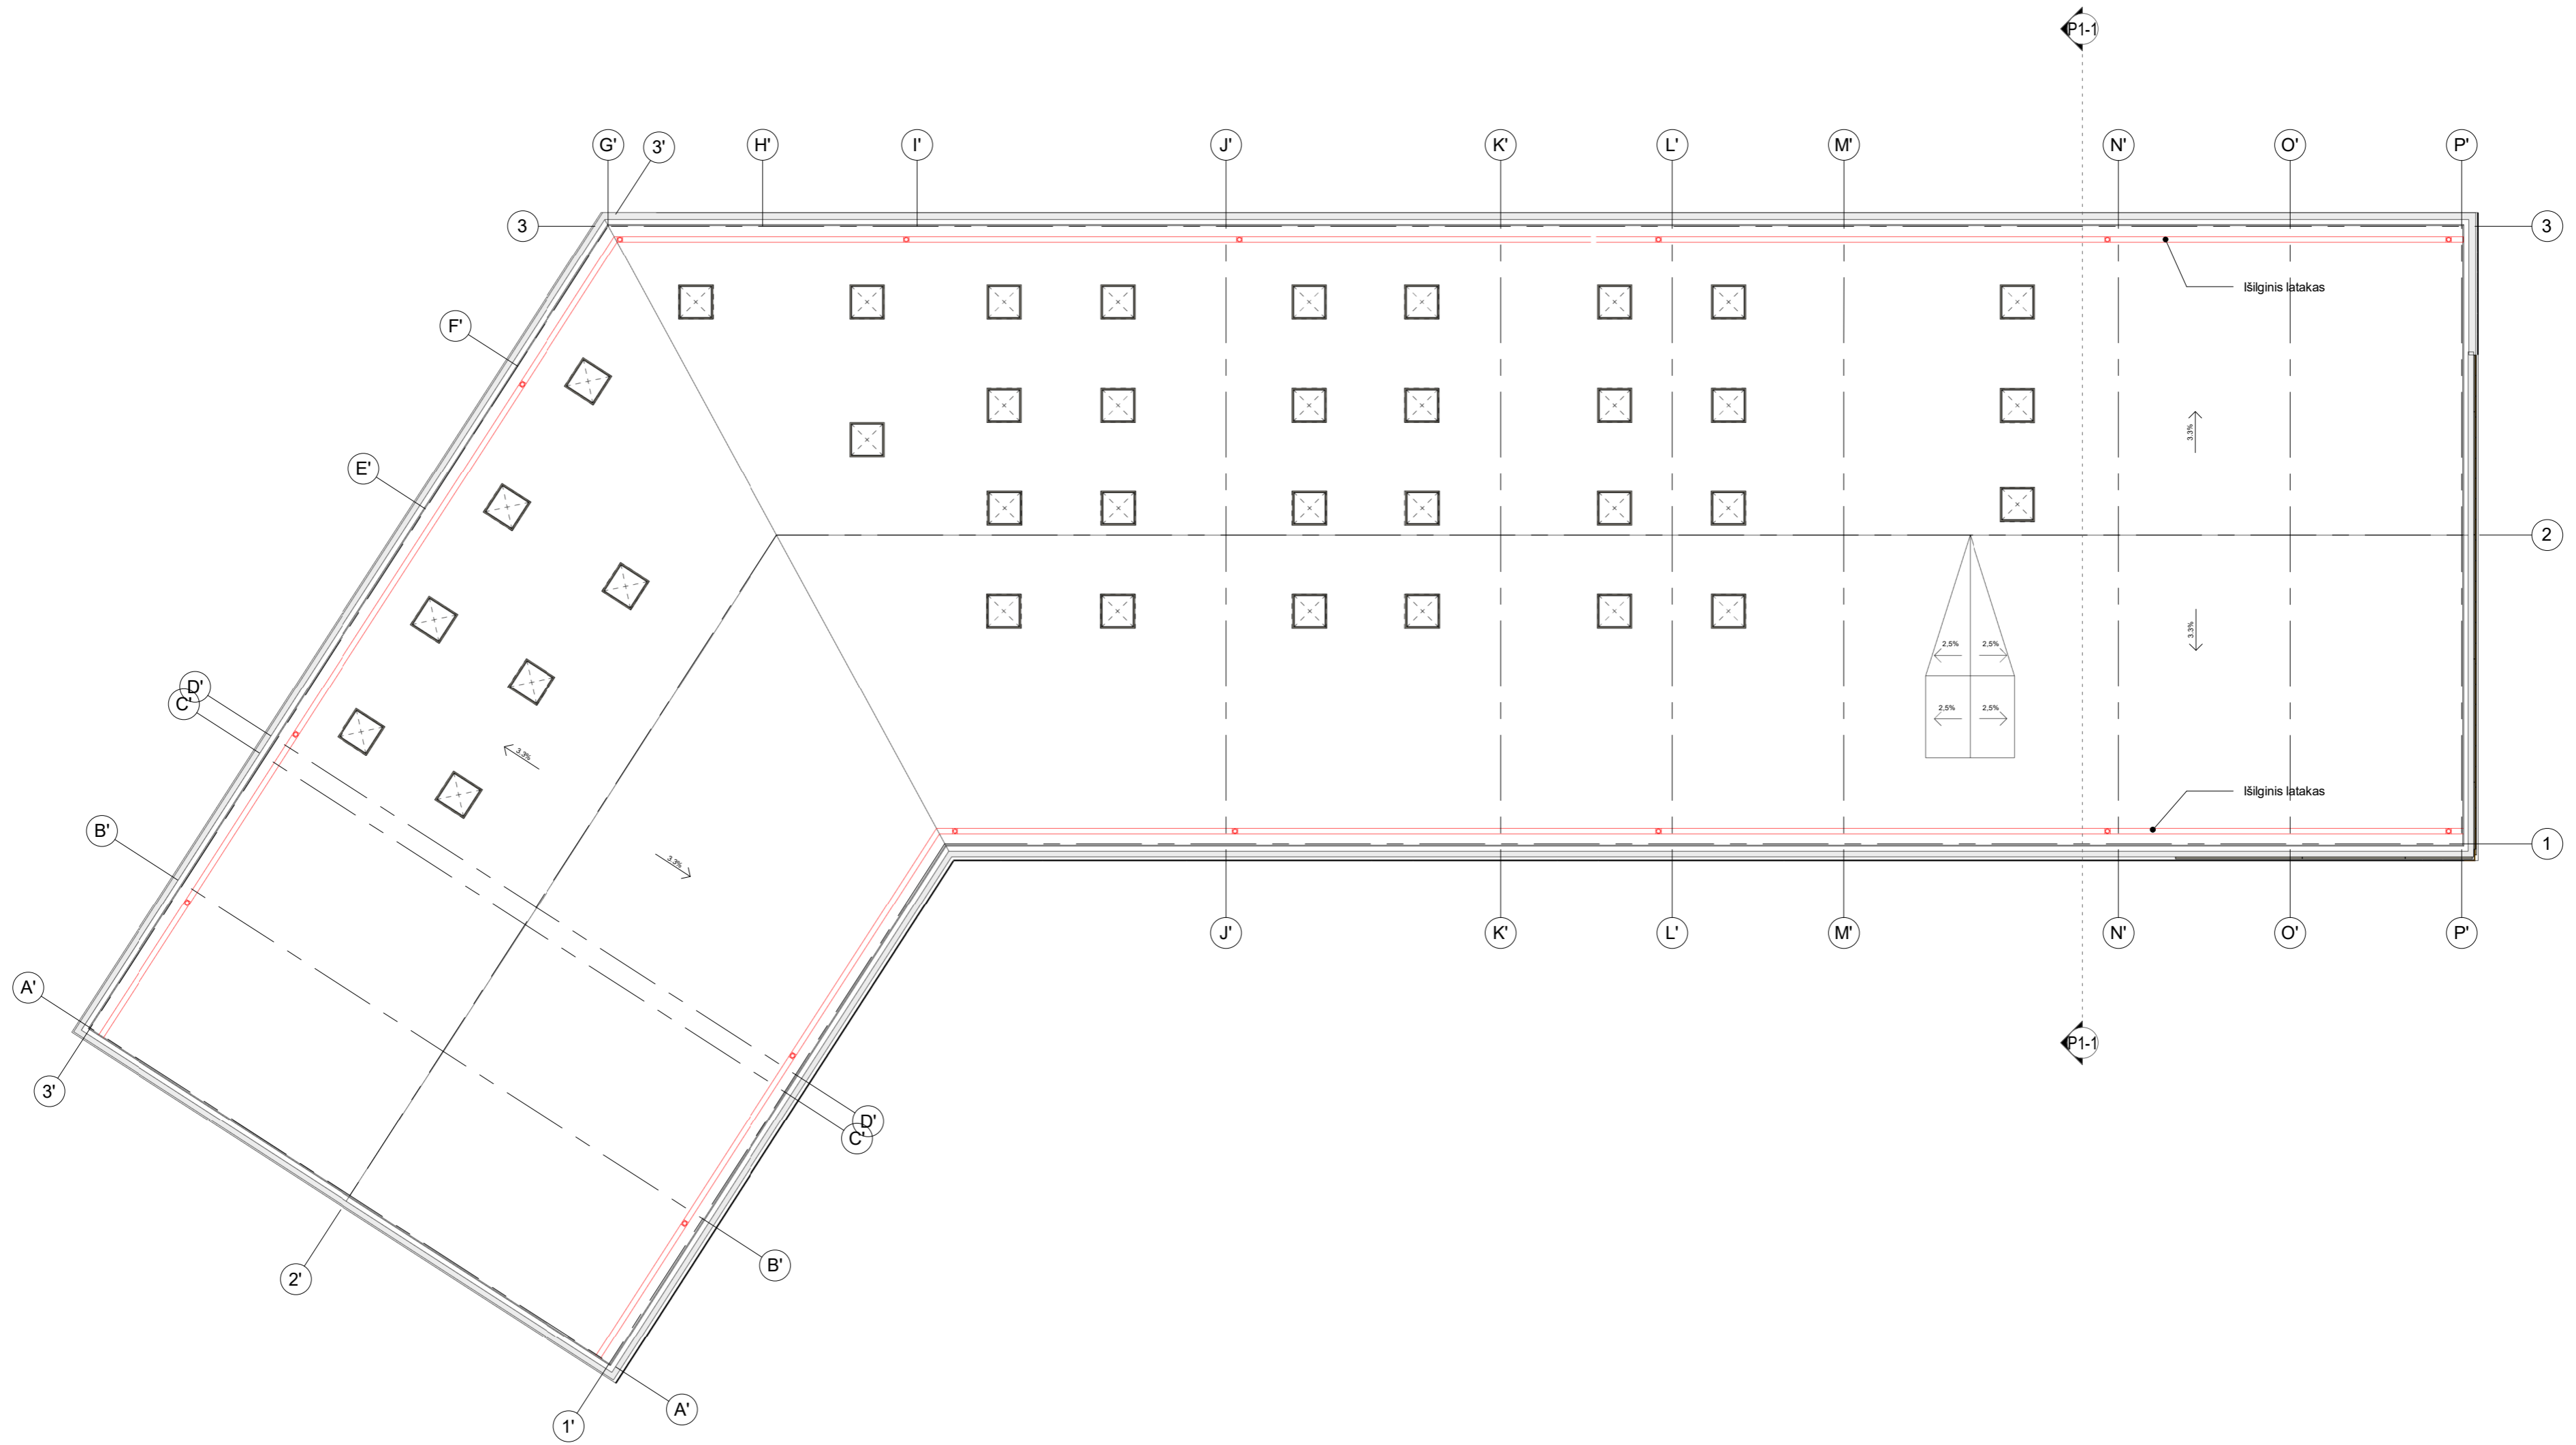 P1-1
G'
3'
H'
I'
J'
K'
L'
M'
N'
O'
P'
3
3
Išilginis latakas
F'
3.3%
E'
2
3.3%
2,5%
2,5%
D'
C'
2,5%
2,5%
3.3%
Išilginis latakas
B'
1
3.3%
J'
K'
L'
M'
N'
O'
P'
A'
P1-1
3'
D'
C'
B'
2'
A'
1'